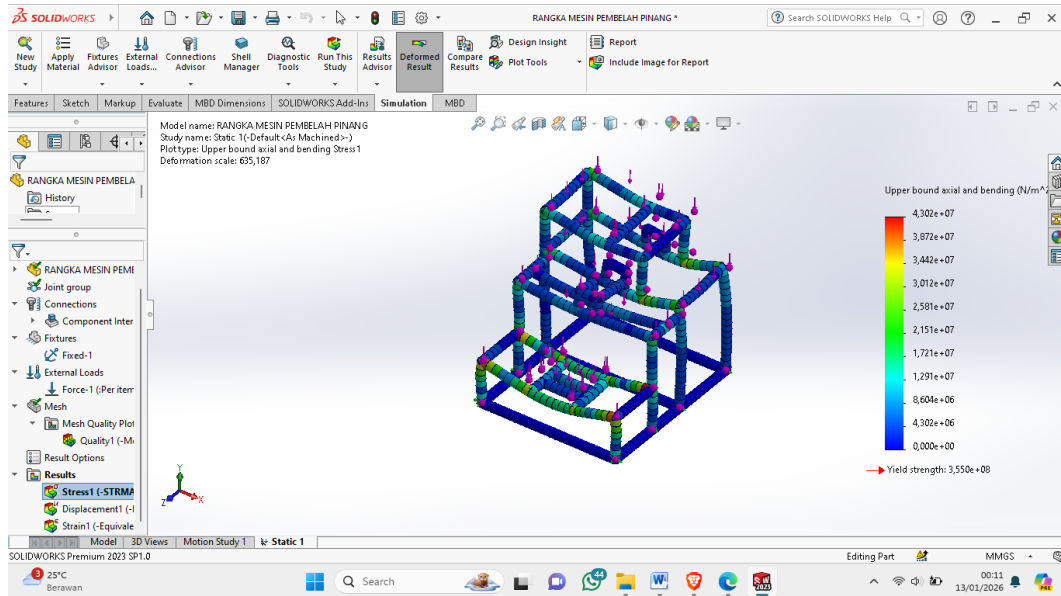 SOLIDWORKS
RANGKA MESIN PEMBELAH PINANG *
Search SOLIDWORKS Help
New Study
Apply Material
Fixtures Advisor
External Loads...
Connections Advisor
Shell Manager
Diagnostic Tools
Run This Study
Results Advisor
Deformed Result
Compare Results
Design Insight
Plot Tools
Report
Include Image for Report
Features Sketch Markup Evaluate MBD Dimensions SOLIDWORKS Add-Ins Simulation MBD
Model name: RANGKA MESIN PEMBELAH PINANG
Study name: Static 1(-Default<As Machined>-)
Plot type: Upper bound axial and bending Stress1
Deformation scale: 635,187
RANGKA MESIN PEMBELA
History
RANGKA MESIN PEME
Joint group
Connections
Component Inter
Fixtures
Fixed-1
External Loads
Force-1 (:Per item
Mesh
Mesh Quality Plot
Quality1 (-Me
Result Options
Results
Stress1 (-STRMA
Displacement1 (-I
Strain1 (-Equivale
Upper bound axial and bending (N/m^2
4,302e+07
3,872e+07
3,442e+07
3,012e+07
2,581e+07
2,151e+07
1,721e+07
1,291e+07
8,604e+06
4,302e+06
0,000e+00
Yield strength: 3,550e+08
Y
Z
X
Model 3D Views Motion Study 1 Static 1
SOLIDWORKS Premium 2023 SP1.0
Editing Part
MMGS
3
25°C
Berawan
Search
44
00:11
13/01/2026